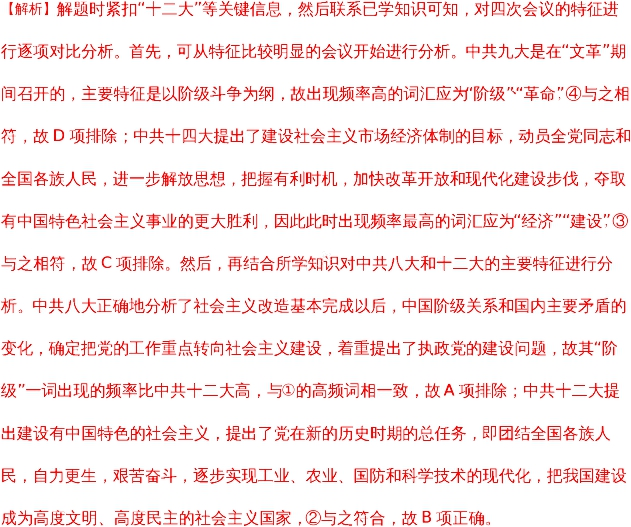 【解析】解题时紧扣“十二大”等关键信息，然后联系已学知识可知，对四次会议的特征进
行逐项对比分析。首先，可从特征比较明显的会议开始进行分析。中共九大是在“文革”期
间召开的，主要特征是以阶级斗争为纲，故出现频率高的词汇应为“阶级”“革命”，④与之相
符，故 D 项排除；中共十四大提出了建设社会主义市场经济体制的目标，动员全党同志和
全国各族人民，进一步解放思想，把握有利时机，加快改革开放和现代化建设步伐，夺取
有中国特色社会主义事业的更大胜利，因此此时出现频率最高的词汇应为“经济”“建设”，③
与之相符，故 C 项排除。然后，再结合所学知识对中共八大和十二大的主要特征进行分
析。中共八大正确地分析了社会主义改造基本完成以后，中国阶级关系和国内主要矛盾的
变化，确定把党的工作重点转向社会主义建设，着重提出了执政党的建设问题，故其“阶
级”一词出现的频率比中共十二大高，与①的高频词相一致，故 A 项排除；中共十二大提
出建设有中国特色的社会主义，提出了党在新的历史时期的总任务，即团结全国各族人
民，自力更生，艰苦奋斗，逐步实现工业、农业、国防和科学技术的现代化，把我国建设
成为高度文明、高度民主的社会主义国家，②与之符合，故 B 项正确。